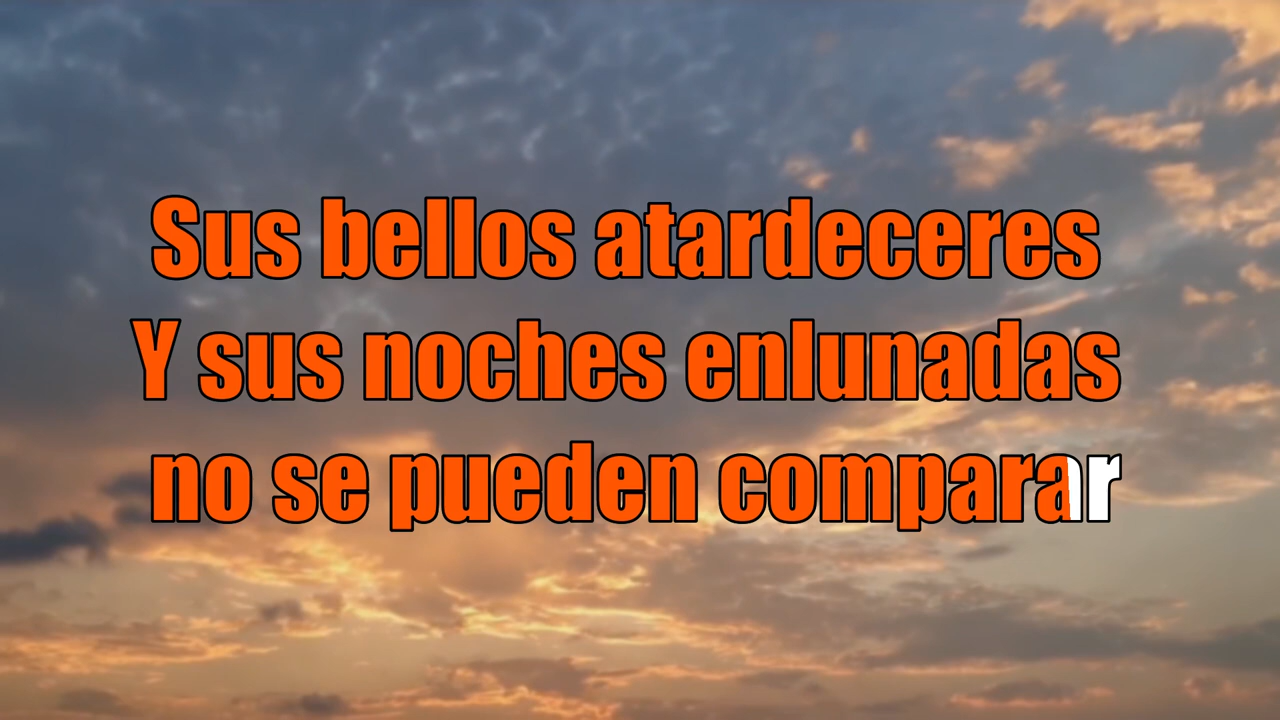 Sus bellos atardeceres
Y sus noches enlunadas
no se pueden comparar